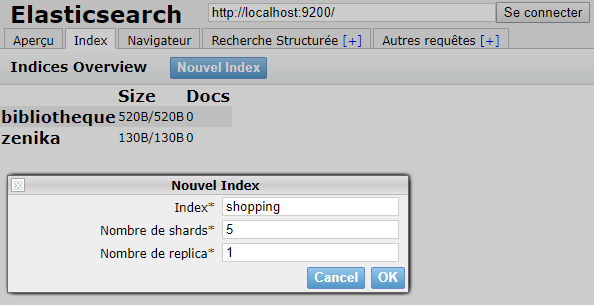 Elasticsearch http://localhost:9200/ Se connecter
Aperçu Index Navigateur Recherche Structurée [+] Autres requêtes [+]
Indices Overview Nouvel Index
Size Docs
bibliotheque 520B/520B 0
zenika 130B/130B 0
Nouvel Index
Index* shopping
Nombre de shards* 5
Nombre de replica* 1
Cancel OK